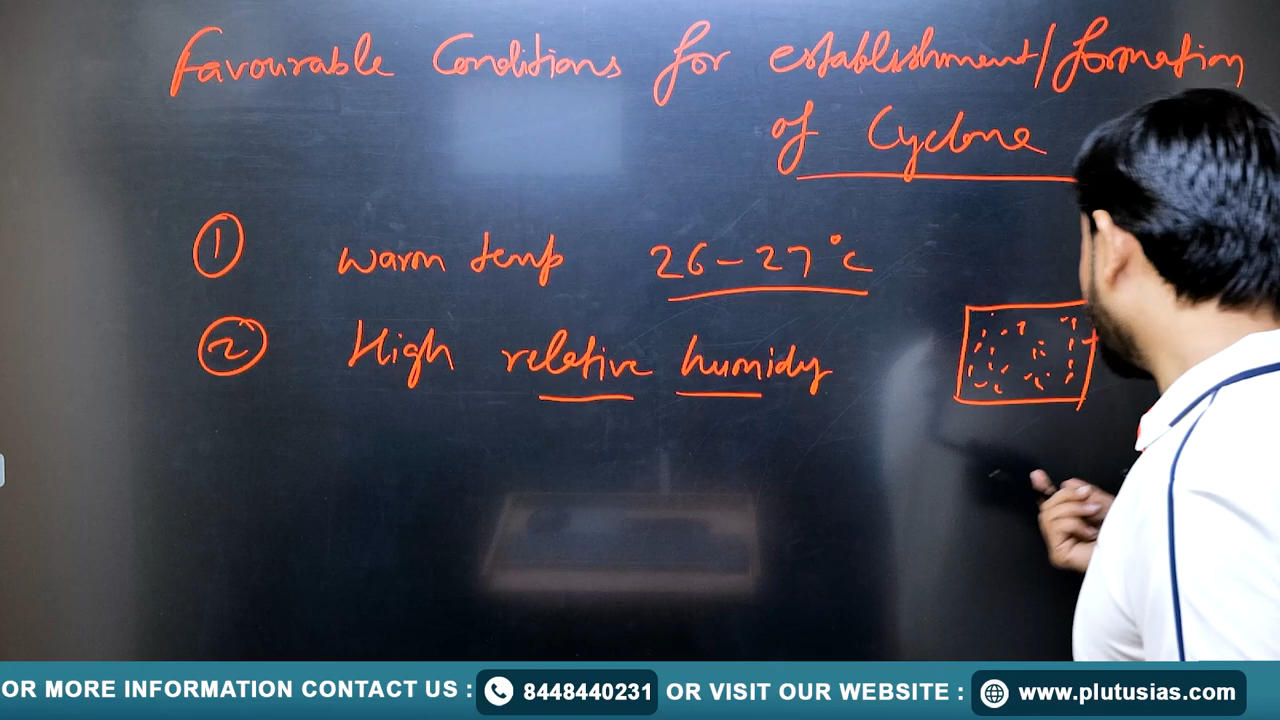 Favourable Conditions for establishment/formation
of Cyclone
1 warm temp 26-27°c
2 High relative humidy
OR MORE INFORMATION CONTACT US : 8448440231 OR VISIT OUR WEBSITE : www.plutusias.com